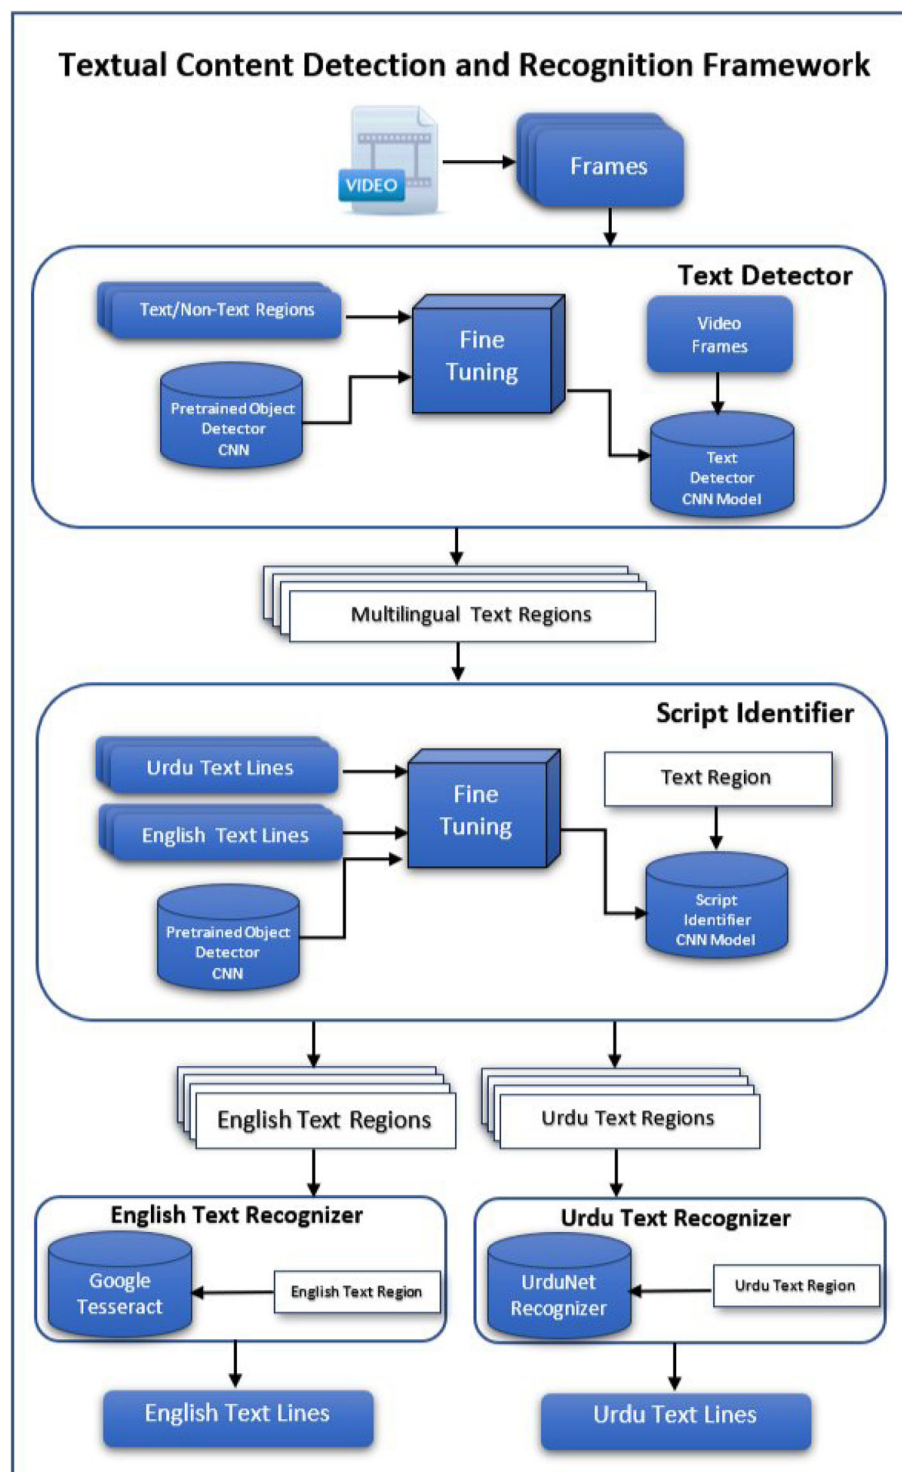 Textual Content Detection and Recognition Framework
VIDEO
Frames
Text Detector
Text/Non-Text Regions
Fine
Tuning
Video
Frames
Pretrained Object
Detector
CNN
Text
Detector
CNN Model
Multilingual Text Regions
Script Identifier
Urdu Text Lines
English Text Lines
Fine
Tuning
Text Region
Pretrained Object
Detector
CNN
Script
Identifier
CNN Model
English Text Regions
Urdu Text Regions
English Text Recognizer
Google
Tesseract
English Text Region
Urdu Text Recognizer
UrduNet
Recognizer
Urdu Text Region
English Text Lines
Urdu Text Lines